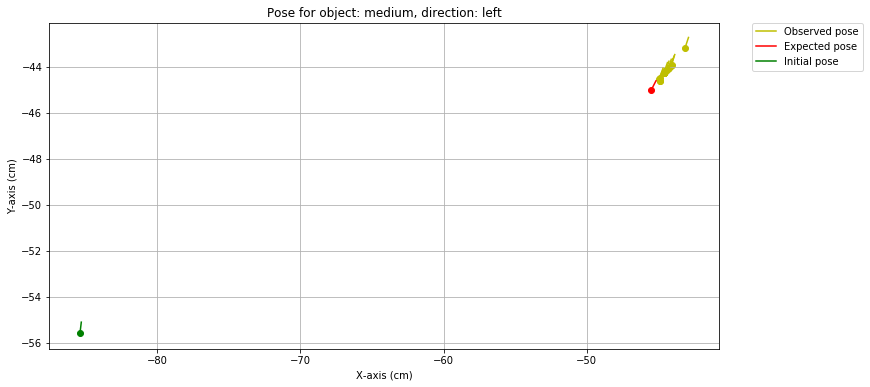 Pose for object: medium, direction: left
Observed pose
Expected pose
Initial pose
Y-axis (cm)
−44
−46
−48
−50
−52
−54
−56
−80
−70
−60
−50
X-axis (cm)